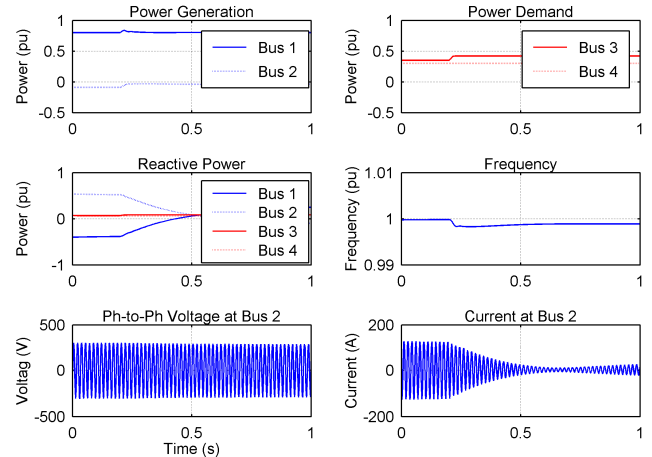 Power Generation
Power (pu)
1
0.5
0
-0.5
0
0.5
1
Bus 1
Bus 2
Power Demand
Power (pu)
1
0.5
0
-0.5
0
0.5
1
Bus 3
Bus 4
Reactive Power
Power (pu)
1
0
-1
0
0.5
1
Bus 1
Bus 2
Bus 3
Bus 4
Frequency
Frequency (pu)
1.01
1
0.99
0
0.5
1
Ph-to-Ph Voltage at Bus 2
Voltag (V)
500
0
-500
0
0.5
1
Time (s)
Current at Bus 2
Current (A)
200
0
-200
0
0.5
1